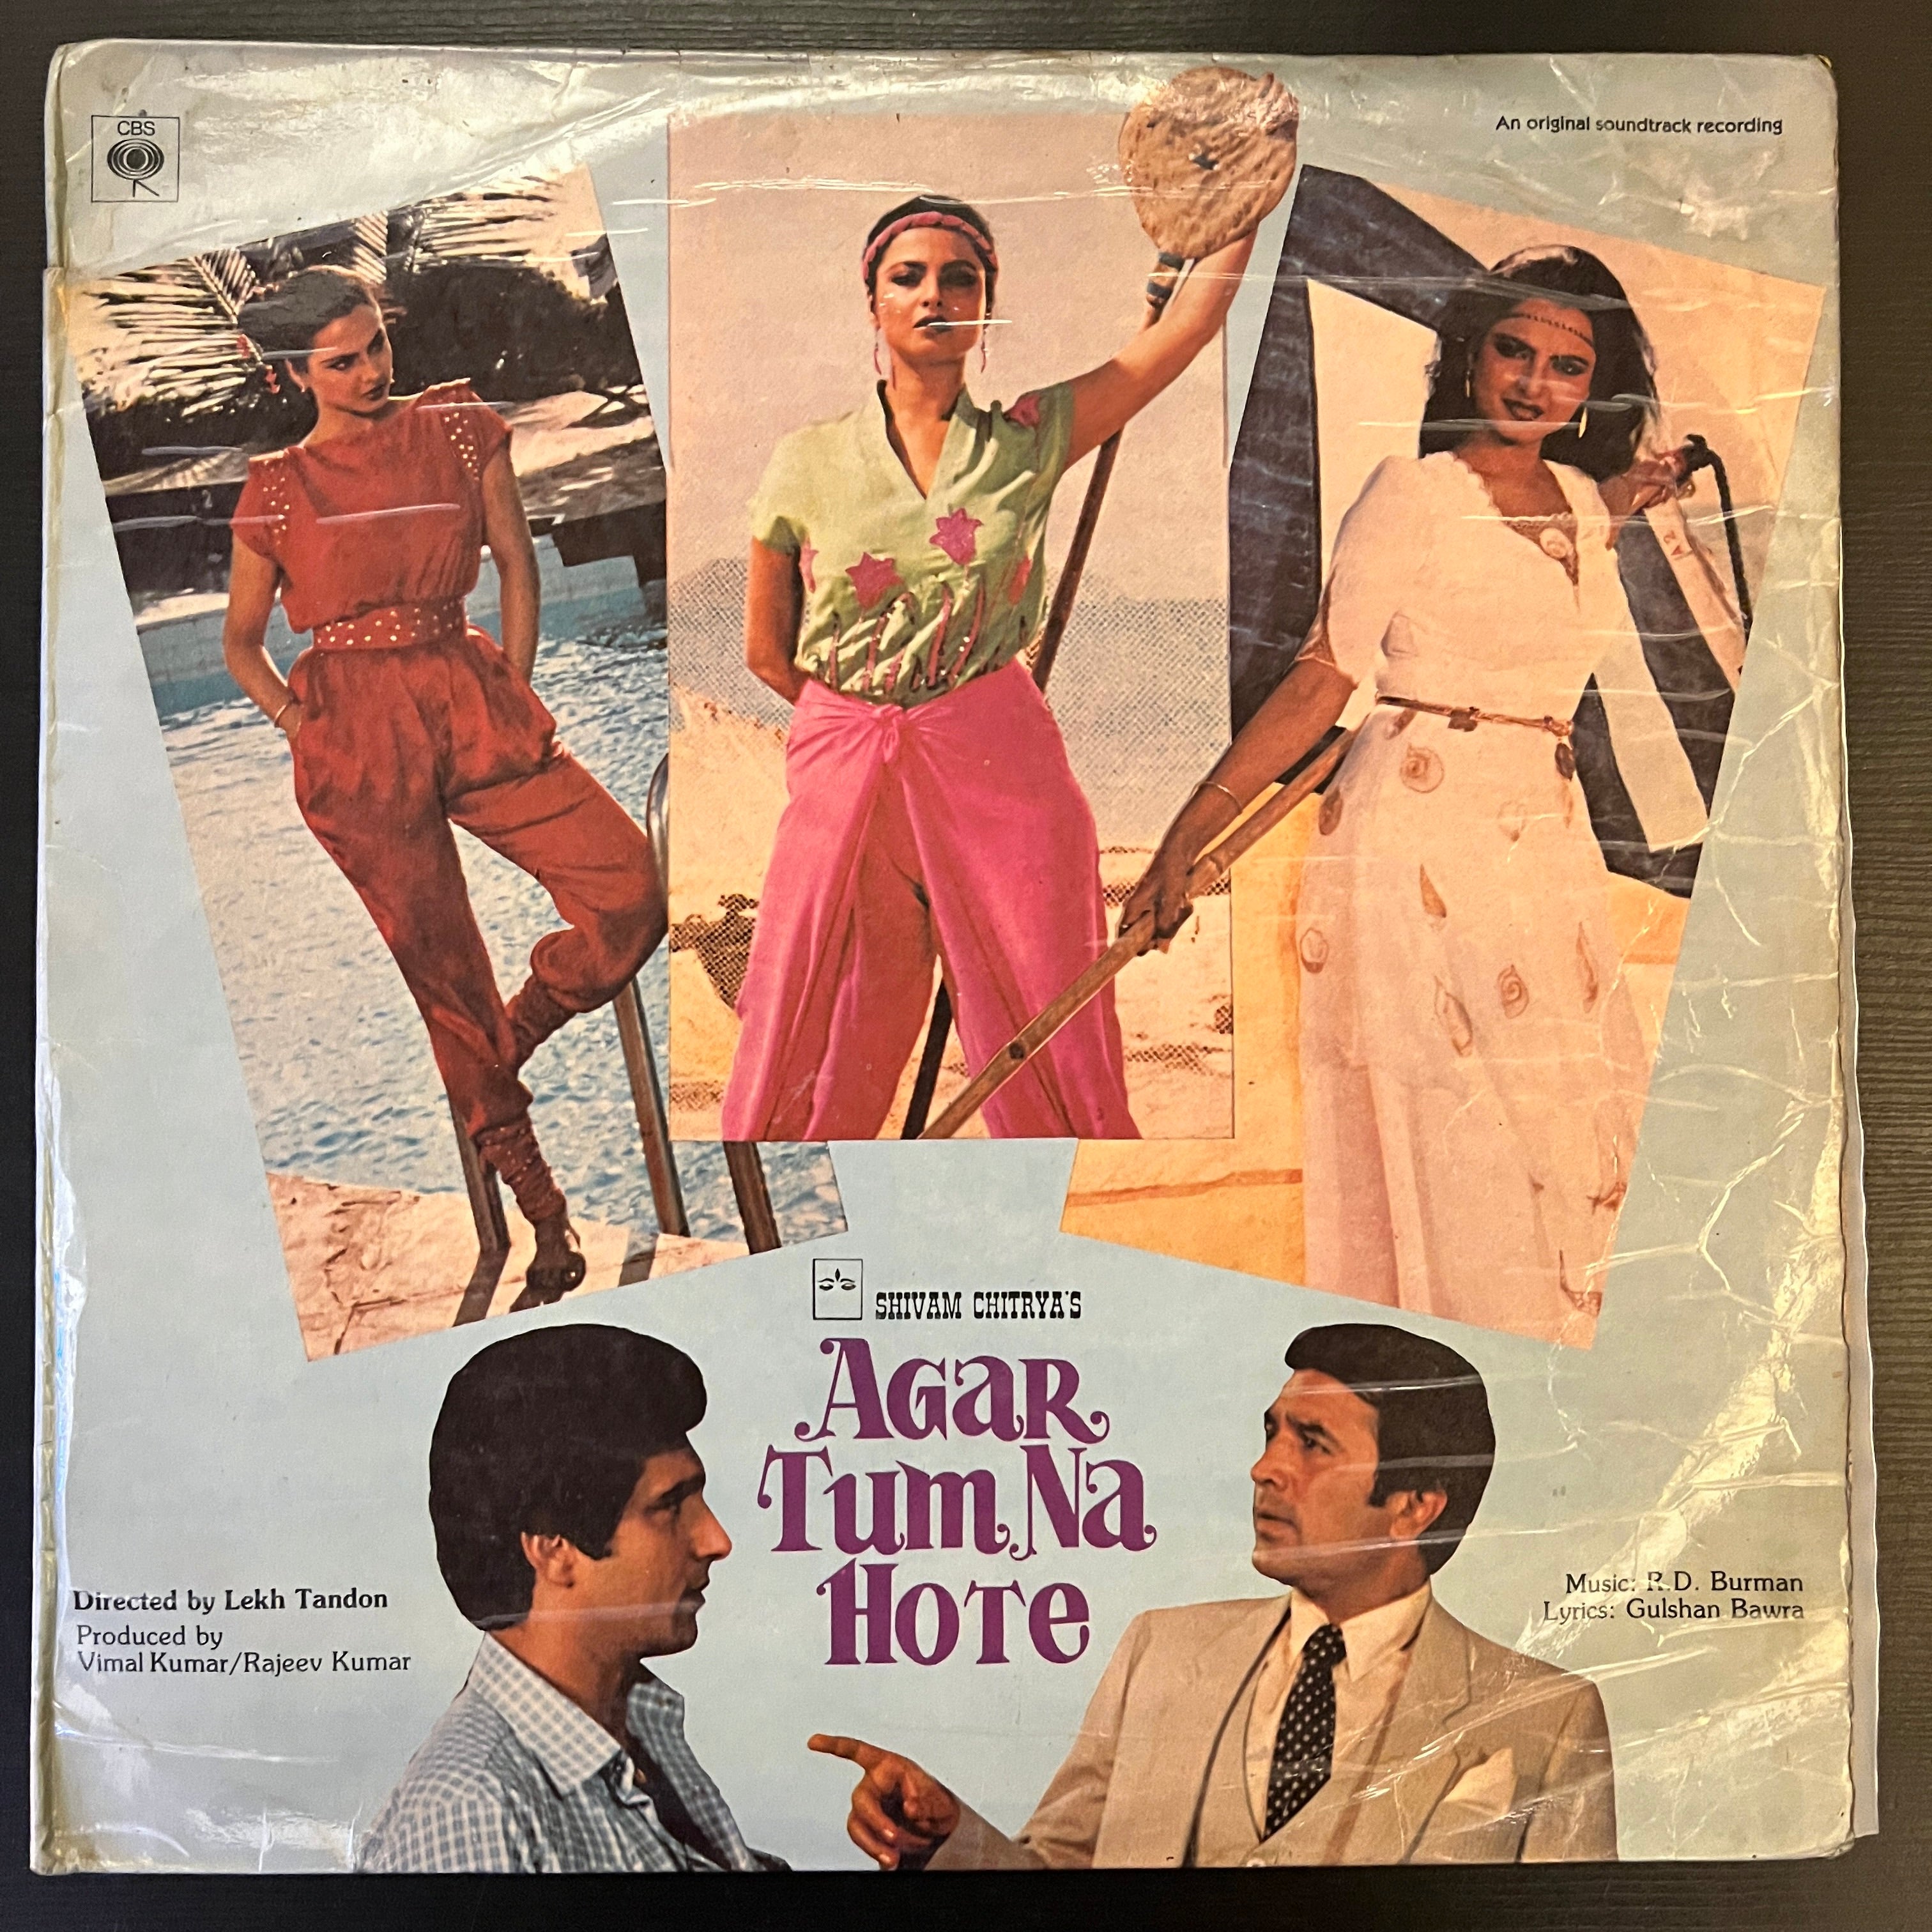 CBS
An original soundtrack recording
A2
SHIVAM CHITRYA'S
AGAR
TUM NA
HOTE
Directed by Lekh Tandon
Produced by
Vimal Kumar/Rajeev Kumar
Music: R.D. Burman
Lyrics: Gulshan Bawra